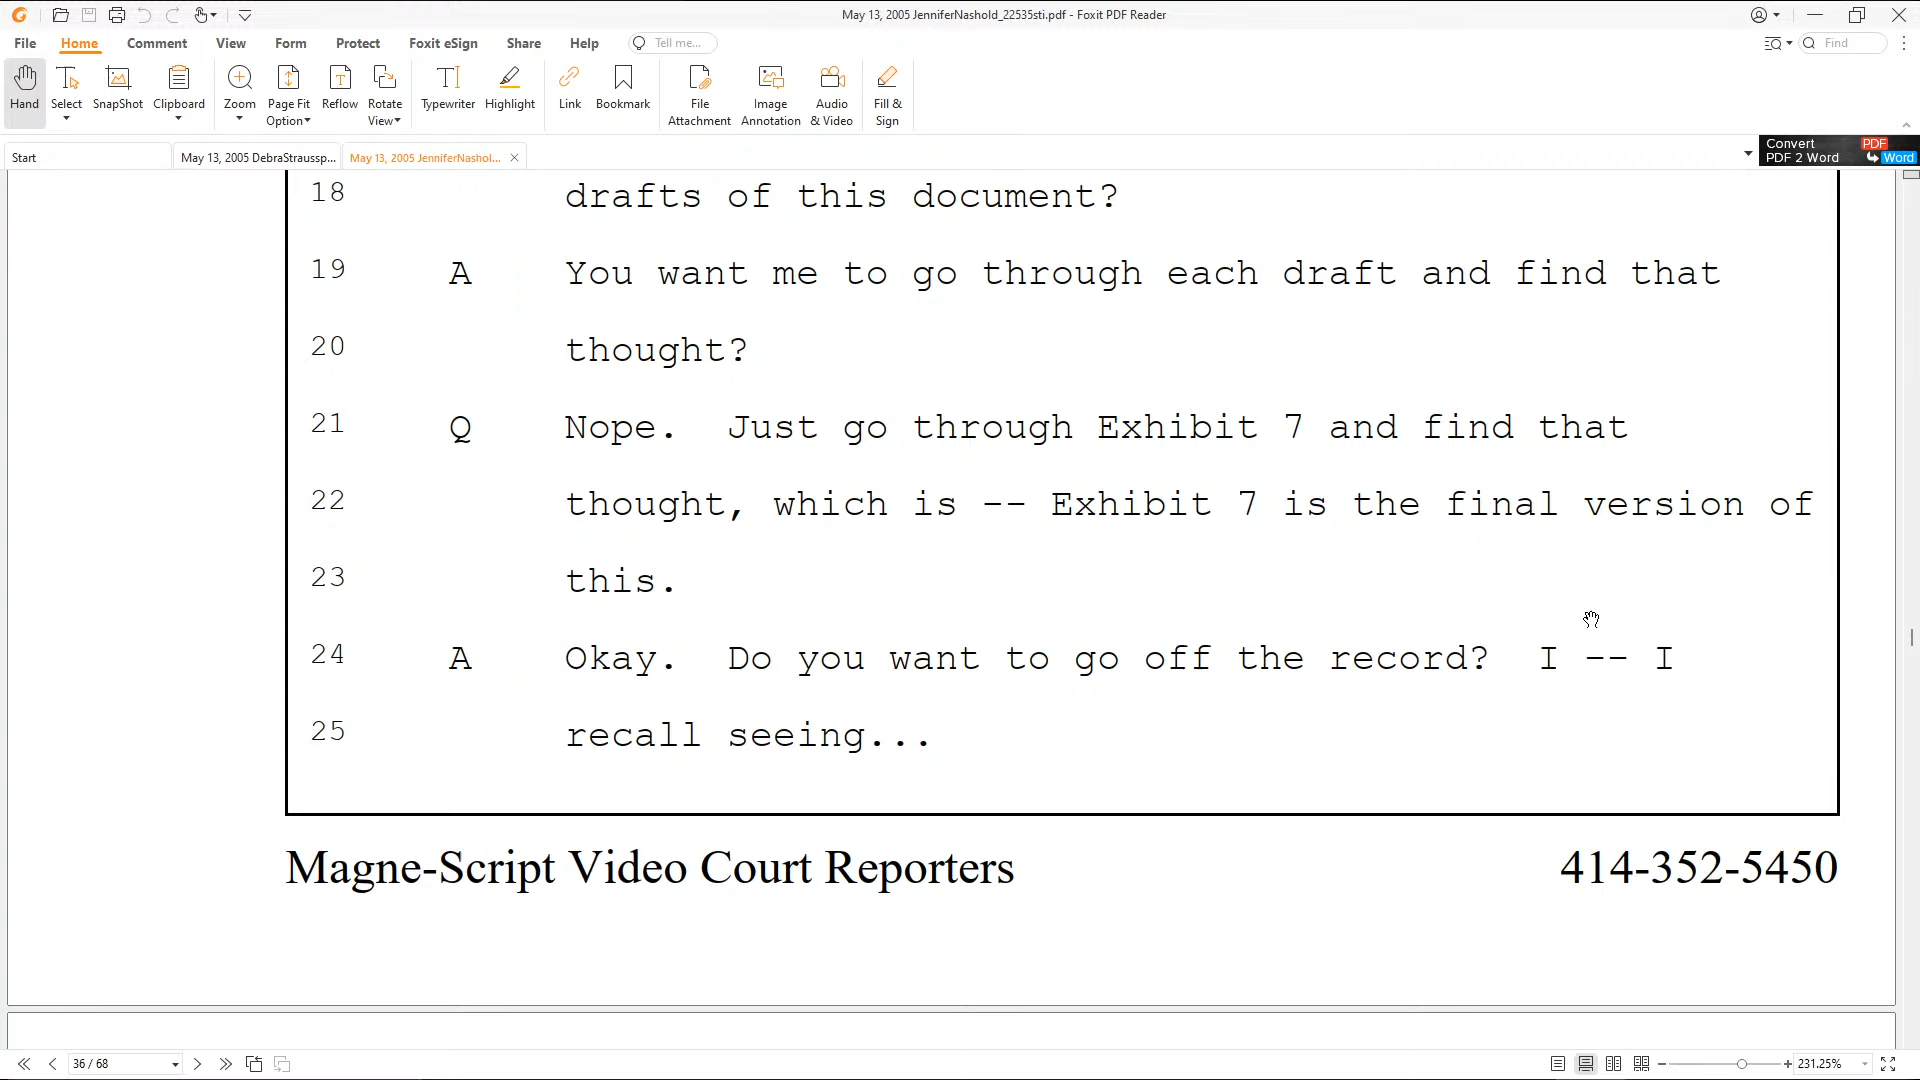 May 13, 2005 JenniferNashold_22535sti.pdf - Foxit PDF Reader
File Home Comment View Form Protect Foxit eSign Share Help Tell me... Find
Hand Select SnapShot Clipboard Zoom Page Fit Option Reflow Rotate View Typewriter Highlight Link Bookmark File Attachment Image Annotation Audio & Video Fill & Sign
Start May 13, 2005 DebraStraussp... May 13, 2005 JenniferNashol...
Convert PDF
PDF 2 Word Word
18 drafts of this document?
19 A You want me to go through each draft and find that
20 thought?
21 Q Nope. Just go through Exhibit 7 and find that
22 thought, which is -- Exhibit 7 is the final version of
23 this.
24 A Okay. Do you want to go off the record? I -- I
25 recall seeing...
Magne-Script Video Court Reporters 414-352-5450
36 / 68 231.25%